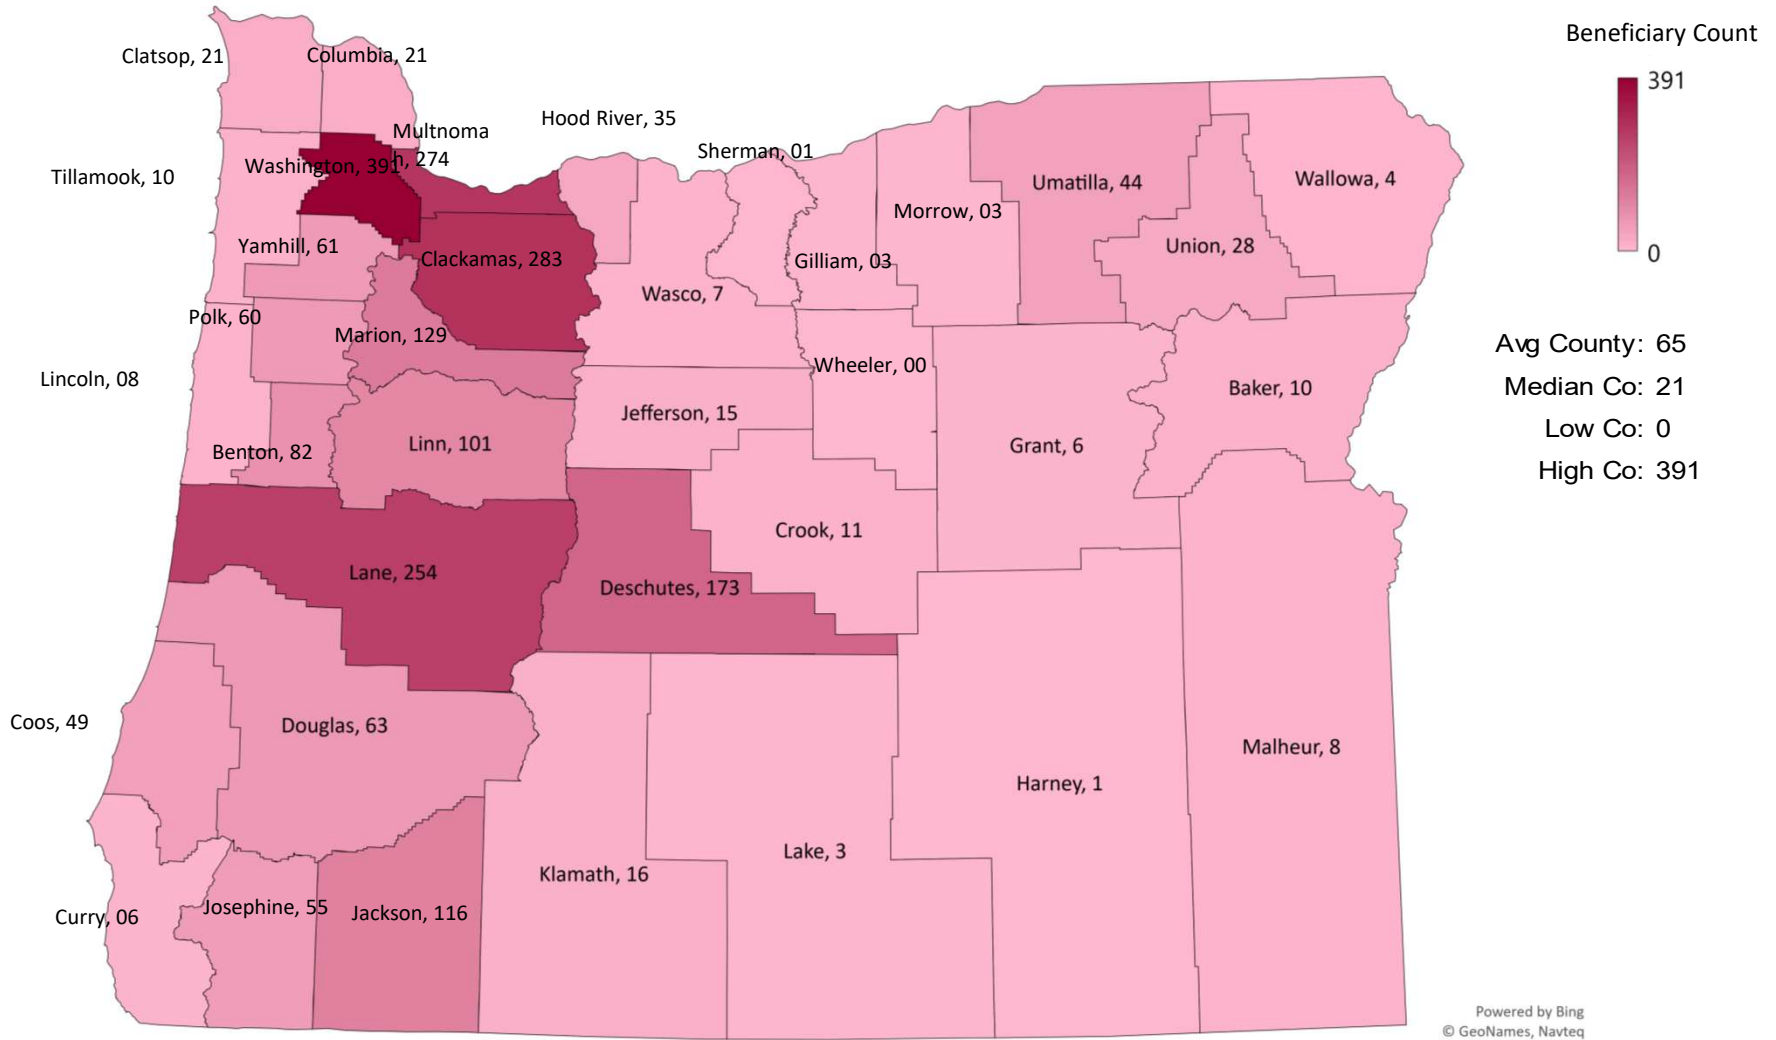 Beneficiary Count
391
0
Clatsop, 21
Columbia, 21
Hood River, 35
Multnoma
h, 274
Sherman, 01
Washington, 391
Tillamook, 10
Umatilla, 44
Wallowa, 4
Morrow, 03
Yamhill, 61
Clackamas, 283
Gilliam, 03
Union, 28
Wasco, 7
Polk, 60
Marion, 129
Lincoln, 08
Wheeler, 00
Baker, 10
Jefferson, 15
Benton, 82
Linn, 101
Grant, 6
Avg County: 65
Median Co: 21
Low Co: 0
High Co: 391
Crook, 11
Lane, 254
Deschutes, 173
Coos, 49
Douglas, 63
Malheur, 8
Harney, 1
Lake, 3
Klamath, 16
Curry, 06
Josephine, 55
Jackson, 116
Powered by Bing
© GeoNames, Navteq